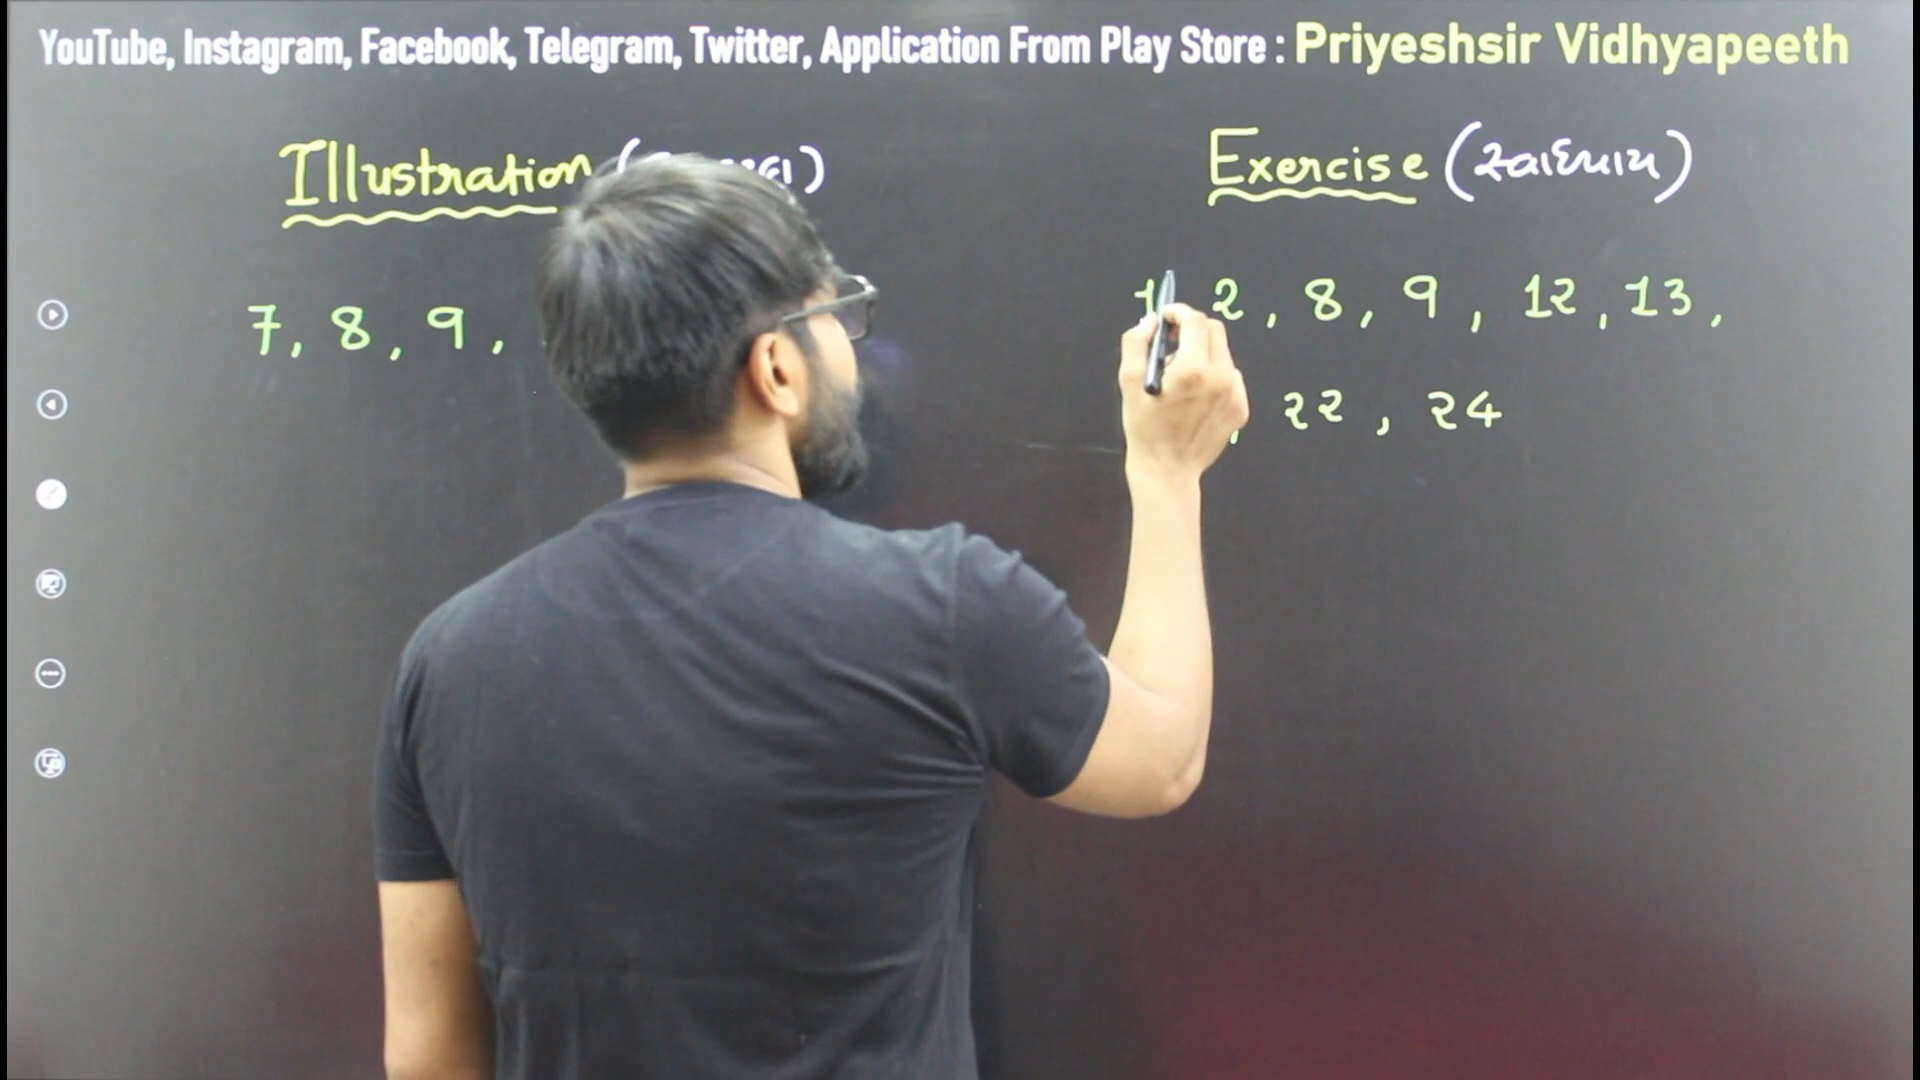 YouTube, Instagram, Facebook, Telegram, Twitter, Application From Play Store : Priyeshsir Vidhyapeeth
Illustration
Exercise (સ્વાધ્યાય)
7, 8, 9,
1, 2, 8, 9, 12, 13,
, 22, 24